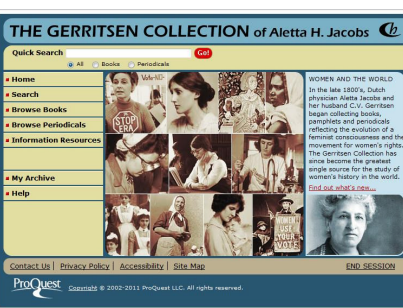 THE GERRITSEN COLLECTION of Aletta H. Jacobs
Quick Search Go!
All Books Periodicals
Home
Search
Browse Books
Browse Periodicals
Information Resources
My Archive
Help
Vote NO
STOP
ERA
WOMEN!
USE
YOUR
VOTE
WOMEN AND THE WORLD
In the late 1800's, Dutch
physician Aletta Jacobs and
her husband C.V. Gerritsen
began collecting books,
pamphlets and periodicals
reflecting the evolution of a
feminist consciousness and the
movement for women's rights.
The Gerritsen Collection has
since become the greatest
single source for the study of
women's history in the world.
Find out what's new...
Contact Us | Privacy Policy | Accessibility | Site Map END SESSION
ProQuest Copyright © 2002-2011 ProQuest LLC. All rights reserved.